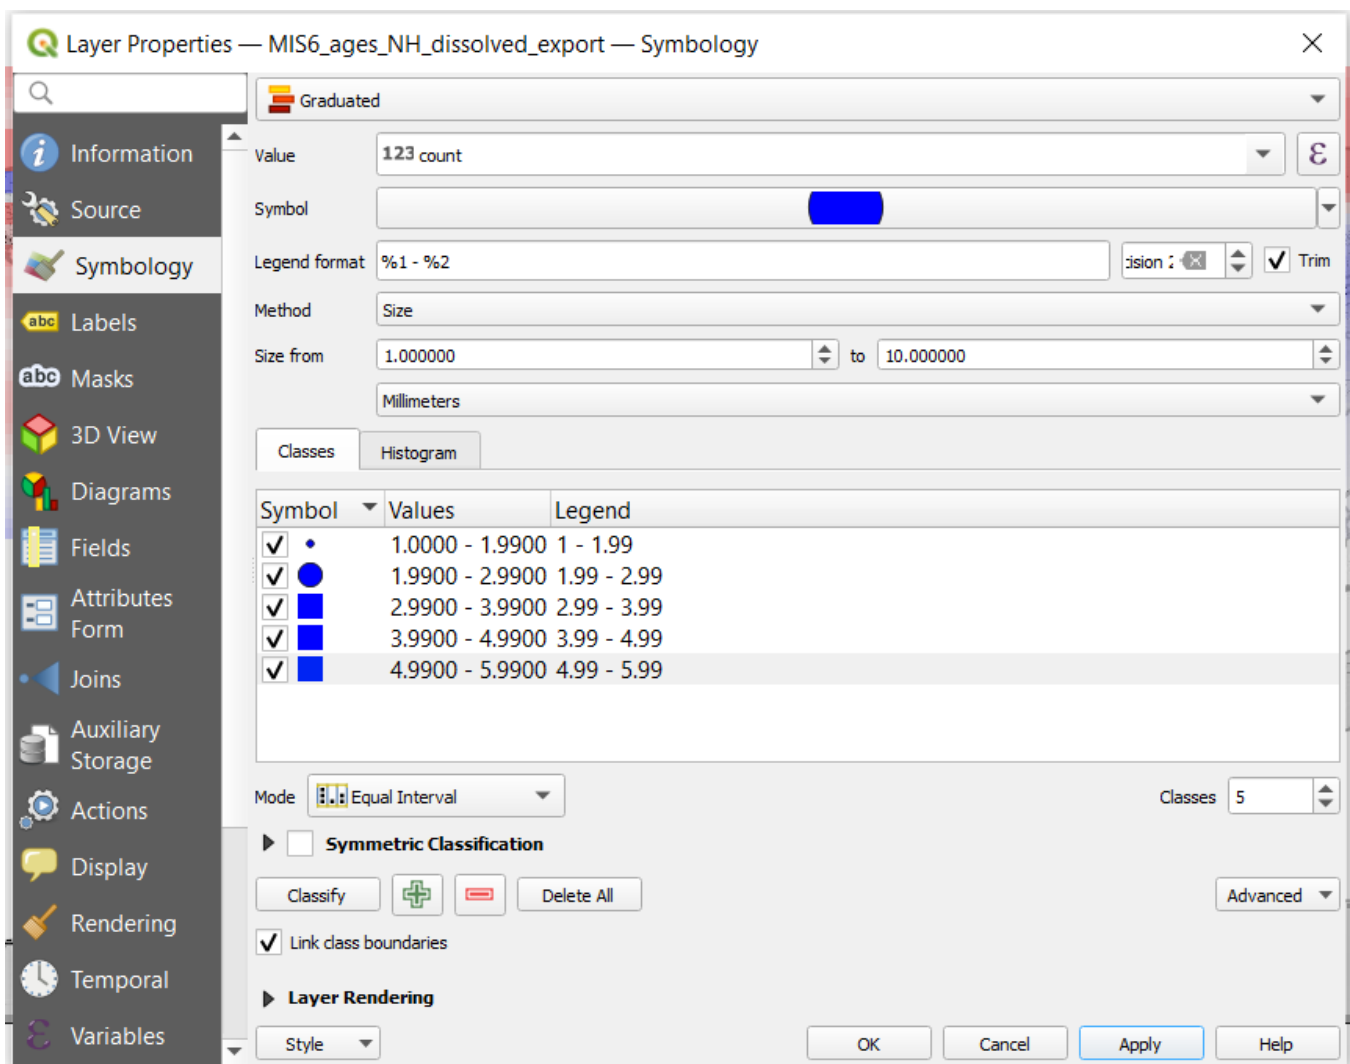 Layer Properties — MIS6_ages_NH_dissolved_export — Symbology
Graduated
Information
Value
123 count
ε
Source
Symbol
Symbology
Legend format
%1 - %2
Trim
Labels
Method
Size
Size from
1.000000
to
10.000000
Masks
Millimeters
3D View
Classes
Histogram
Diagrams
Symbol
Values
Legend
Fields
1.0000 - 1.9900
1 - 1.99
1.9900 - 2.9900
1.99 - 2.99
Attributes
Form
2.9900 - 3.9900
2.99 - 3.99
3.9900 - 4.9900
3.99 - 4.99
Joins
4.9900 - 5.9900
4.99 - 5.99
Auxiliary
Storage
Mode
Equal Interval
Classes
5
Actions
Symmetric Classification
Display
Classify
Delete All
Advanced
Rendering
Link class boundaries
Temporal
Layer Rendering
Variables
Style
OK
Cancel
Apply
Help
abc
abc